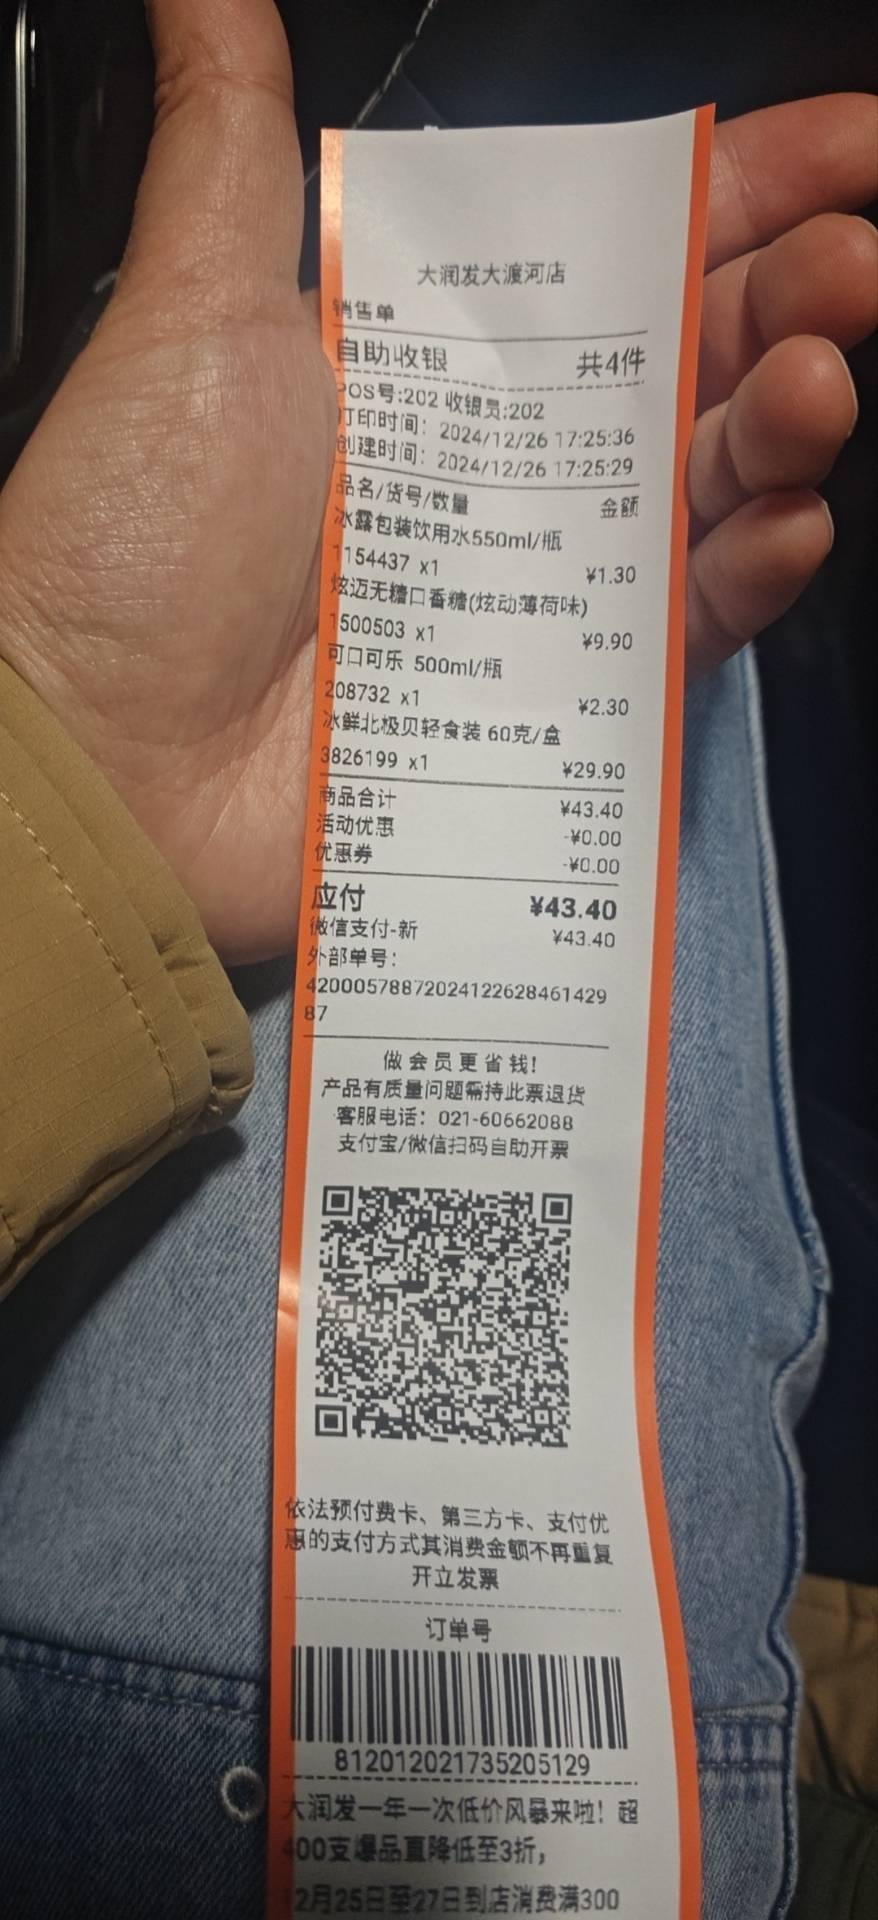 大润发大渡河店
销售单
自助收银 共4件
POS号:202 收银员:202
打印时间：2024/12/26 17:25:36
创建时间：2024/12/26 17:25:29
品名/货号/数量 金额
冰露包装饮用水550ml/瓶
1154437 x1 ¥1.30
炫迈无糖口香糖(炫动薄荷味)
1500503 x1 ¥9.90
可口可乐 500ml/瓶
208732 x1 ¥2.30
冰鲜北极贝轻食装 60克/盒
3826199 x1 ¥29.90
商品合计 ¥43.40
活动优惠 -¥0.00
优惠券 -¥0.00
应付 ¥43.40
微信支付-新 ¥43.40
外部单号：
42000578872024122628461429
87
做会员更省钱!
产品有质量问题需持此票退货
客服电话：021-60662088
支付宝/微信扫码自助开票
依法预付费卡、第三方卡、支付优
惠的支付方式其消费金额不再重复
开立发票
订单号
812012021735205129
大润发一年一次低价风暴来啦！超
400支爆品直降低至3折，
12月25日至27日到店消费满300